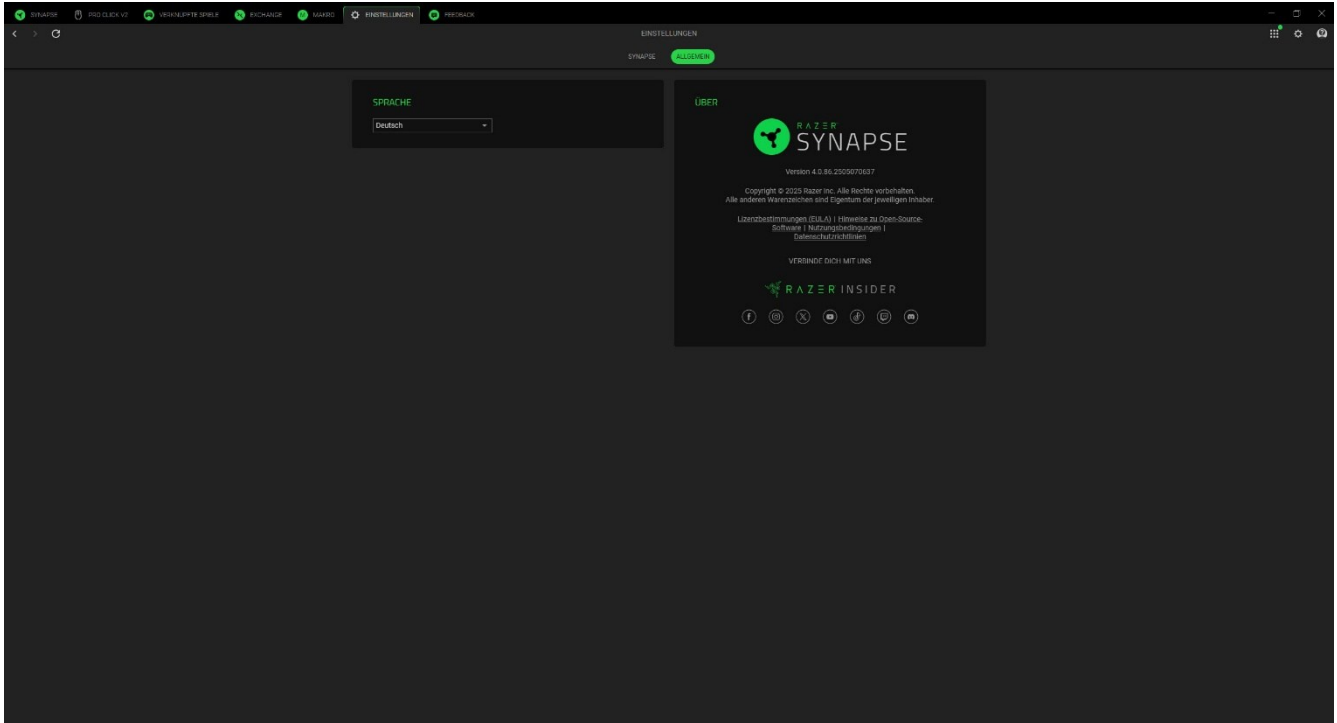 SYNAPSE
PRO CLICK V2
VERKNÜPFTE SPIELE
EXCHANGE
MAKRO
EINSTELLUNGEN
FEEDBACK
EINSTELLUNGEN
SYNAPSE
ALLGEMEIN
SPRACHE
Deutsch
ÜBER
RAZER
SYNAPSE
Version 4.0.86.2505070637
Copyright © 2025 Razer Inc. Alle Rechte vorbehalten.
Alle anderen Warenzeichen sind Eigentum der jeweiligen Inhaber.
Lizenzbestimmungen (EULA) | Hinweise zu Open-Source-
Software | Nutzungsbedingungen |
Datenschutzrichtlinien
VERBINDE DICH MIT UNS
RAZER INSIDER